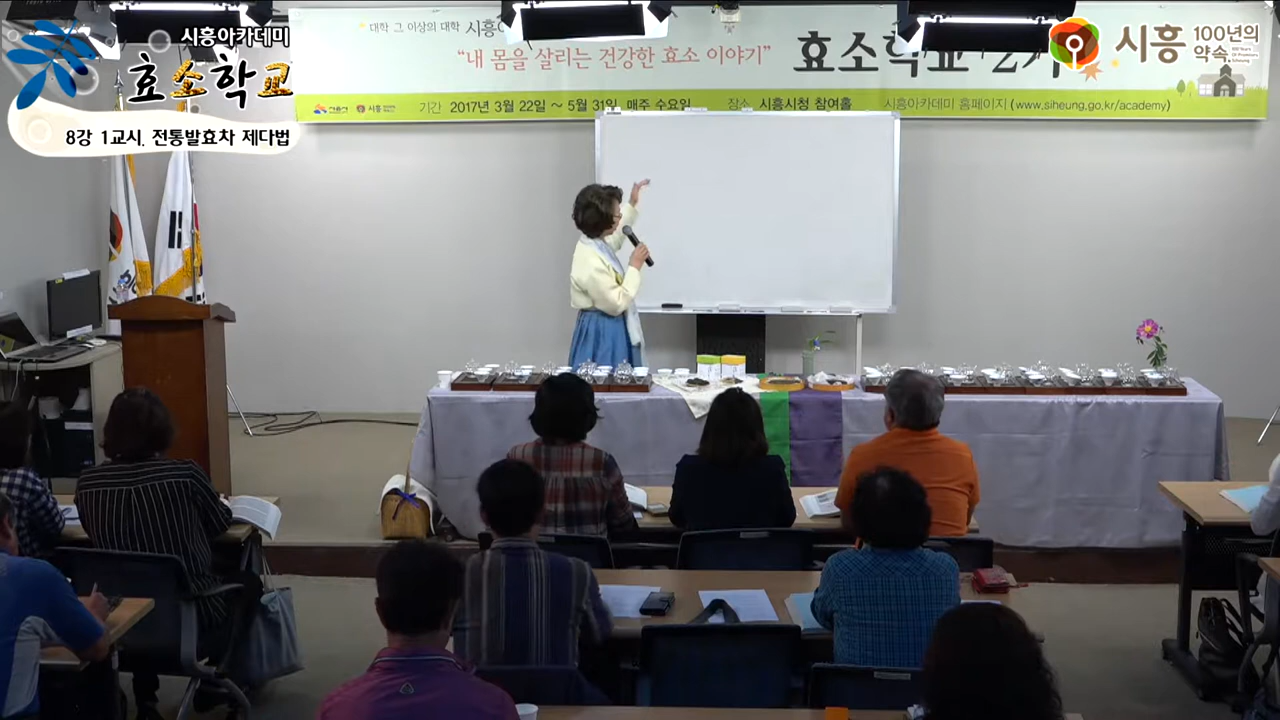 시흥아카데미
효소학교
8강 1교시. 전통발효차 제다법
대학 그 이상의 대학 시흥아
"내 몸을 살리는 건강한 효소 이야기"
효소학교
시흥 100년의 약속
기간 2017년 3월 22일 ~ 5월 31일, 매주 수요일 장소 시흥시청 참여홀 시흥아카데미 홈페이지(www.siheung.go.kr/academy)